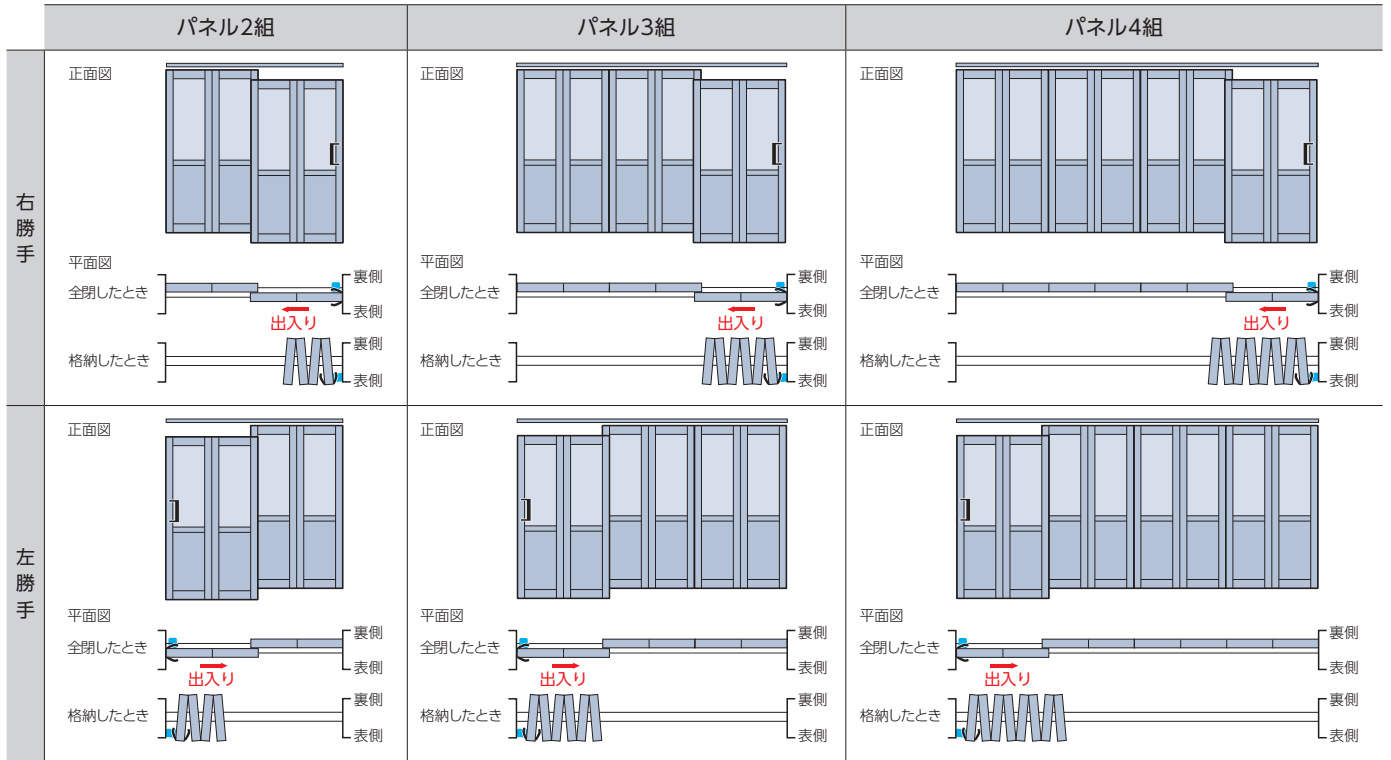 パネル2組
パネル3組
パネル4組
右勝手
正面図
平面図
全閉したとき
裏側
表側
出入り
格納したとき
裏側
表側
正面図
平面図
全閉したとき
裏側
表側
出入り
格納したとき
裏側
表側
正面図
平面図
全閉したとき
裏側
表側
出入り
格納したとき
裏側
表側
左勝手
正面図
平面図
全閉したとき
裏側
表側
出入り
格納したとき
裏側
表側
正面図
平面図
全閉したとき
裏側
表側
出入り
格納したとき
裏側
表側
正面図
平面図
全閉したとき
裏側
表側
出入り
格納したとき
裏側
表側